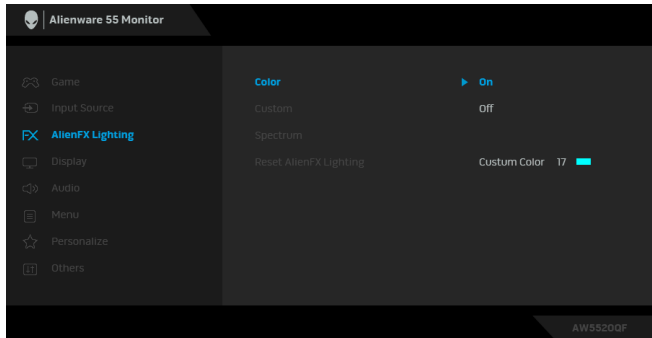 Alienware 55 Monitor
Game
Color
On
Input Source
Custom
Off
FX AlienFX Lighting
Spectrum
Display
Reset AlienFX Lighting
Custum Color 17
Audio
Menu
Personalize
Others
AW5520QF